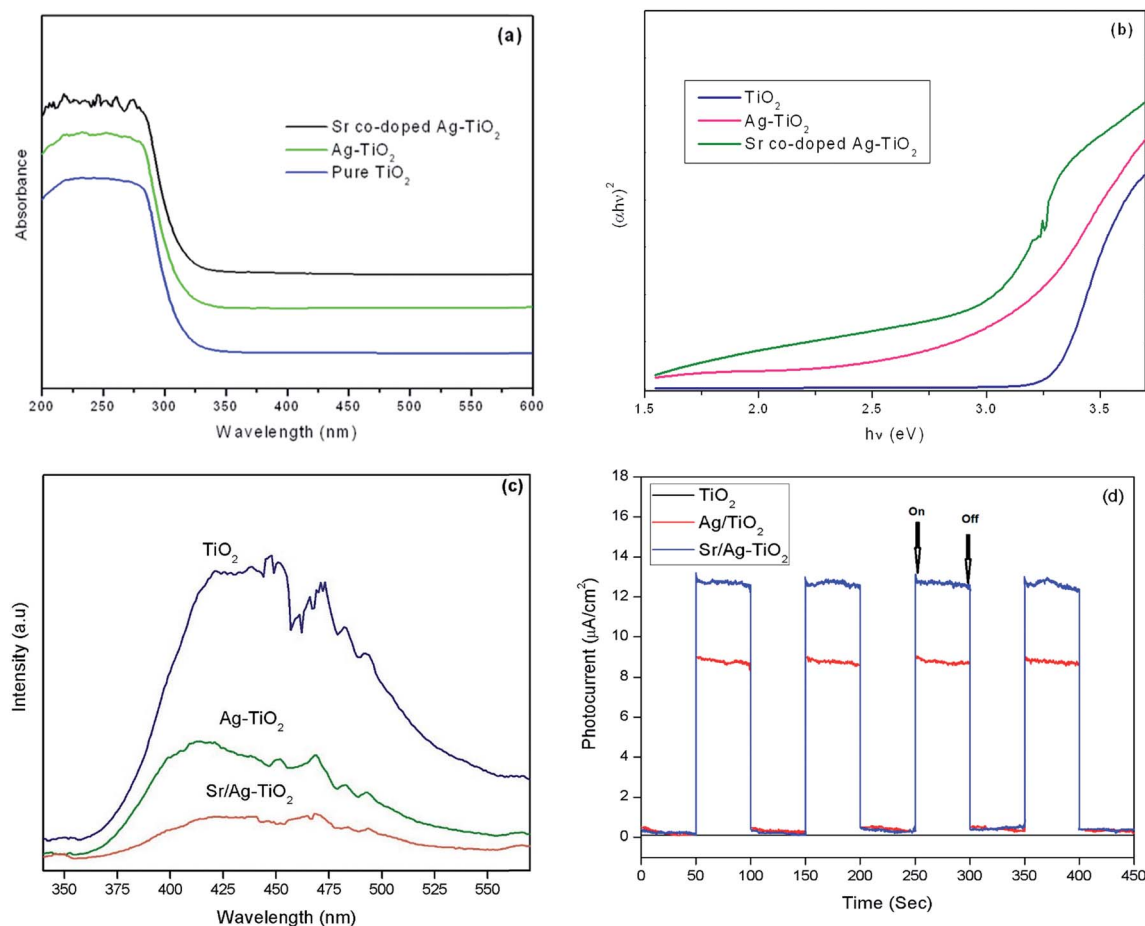 (a)
Sr co-doped Ag-TiO₂
Ag-TiO₂
Pure TiO₂
Absorbance
200 250 300 350 400 450 500 550 600
Wavelength (nm)
(b)
TiO₂
Ag-TiO₂
Sr co-doped Ag-TiO₂
(αhν)²
1.5 2.0 2.5 3.0 3.5
hν (eV)
(c)
TiO₂
Ag-TiO₂
Sr/Ag-TiO₂
Intensity (a.u)
350 375 400 425 450 475 500 525 550
Wavelength (nm)
(d)
TiO₂
Ag/TiO₂
Sr/Ag-TiO₂
On
Off
Photocurrent (μA/cm²)
18
16
14
12
10
8
6
4
2
0
0 50 100 150 200 250 300 350 400 450
Time (Sec)